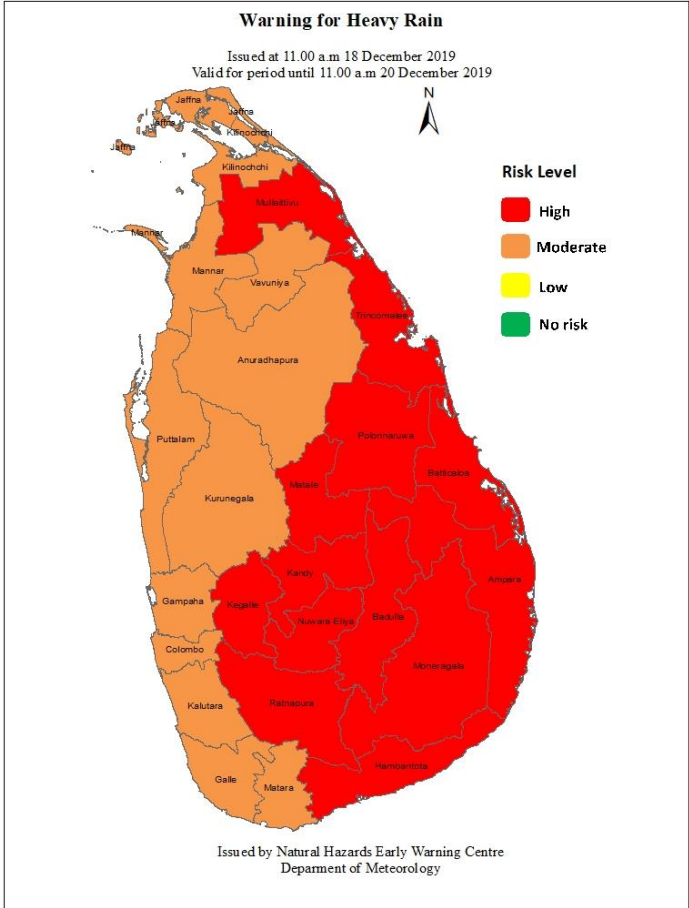 Warning for Heavy Rain
Issued at 11.00 a.m 18 December 2019
Valid for period until 11.00 a.m 20 December 2019
N
Jaffna
Jaffna
Kilinochchi
Jaffna
Kilinochchi
Mullaitivu
Mannar
Mannar
Vavuniya
Trincomalee
Anuradhapura
Puttalam
Polonnaruwa
Batticaloa
Matale
Kurunegala
Kandy
Ampara
Gampaha
Kegalle
Nuwara Eliya
Badulla
Colombo
Moneragala
Kalutara
Ratnapura
Hambantota
Galle
Matara
Risk Level
High
Moderate
Low
No risk
Issued by Natural Hazards Early Warning Centre
Deparment of Meteorology